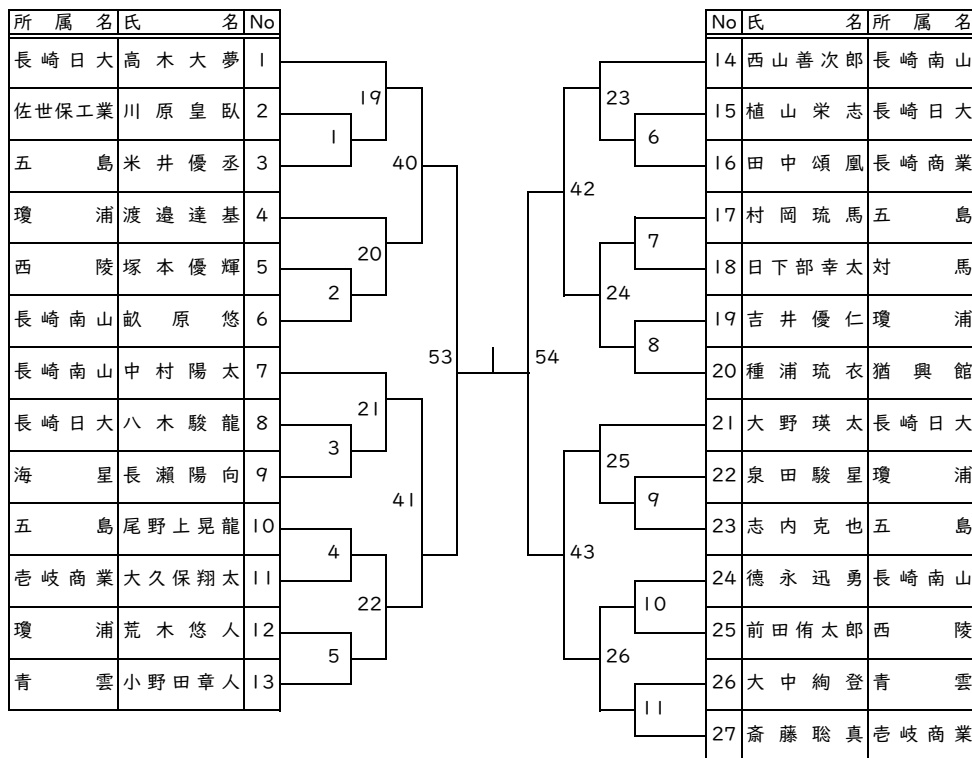 所属名 氏名 No
長崎日大 高木大夢 1
佐世保工業 川原皇臥 2
五島 米井優丞 3
瓊浦 渡邉達基 4
西陵 塚本優輝 5
長崎南山 畝原悠 6
長崎南山 中村陽太 7
長崎日大 八木駿龍 8
海星 長瀬陽向 9
五島 尾野上晃龍 10
壱岐商業 大久保翔太 11
瓊浦 荒木悠人 12
青雲 小野田章人 13
19
1
40
20
2
53
21
3
41
4
22
5
54
23
6
42
7
24
8
25
9
43
10
26
11
No 氏名 所属名
14 西山善次郎 長崎南山
15 植山栄志 長崎日大
16 田中頌凰 長崎商業
17 村岡琉馬 五島
18 日下部幸太 対馬
19 吉井優仁 瓊浦
20 種浦琉衣 猶興館
21 大野瑛太 長崎日大
22 泉田駿星 瓊浦
23 志内克也 五島
24 德永迅勇 長崎南山
25 前田侑太郎 西陵
26 大中絢登 青雲
27 斎藤聡真 壱岐商業